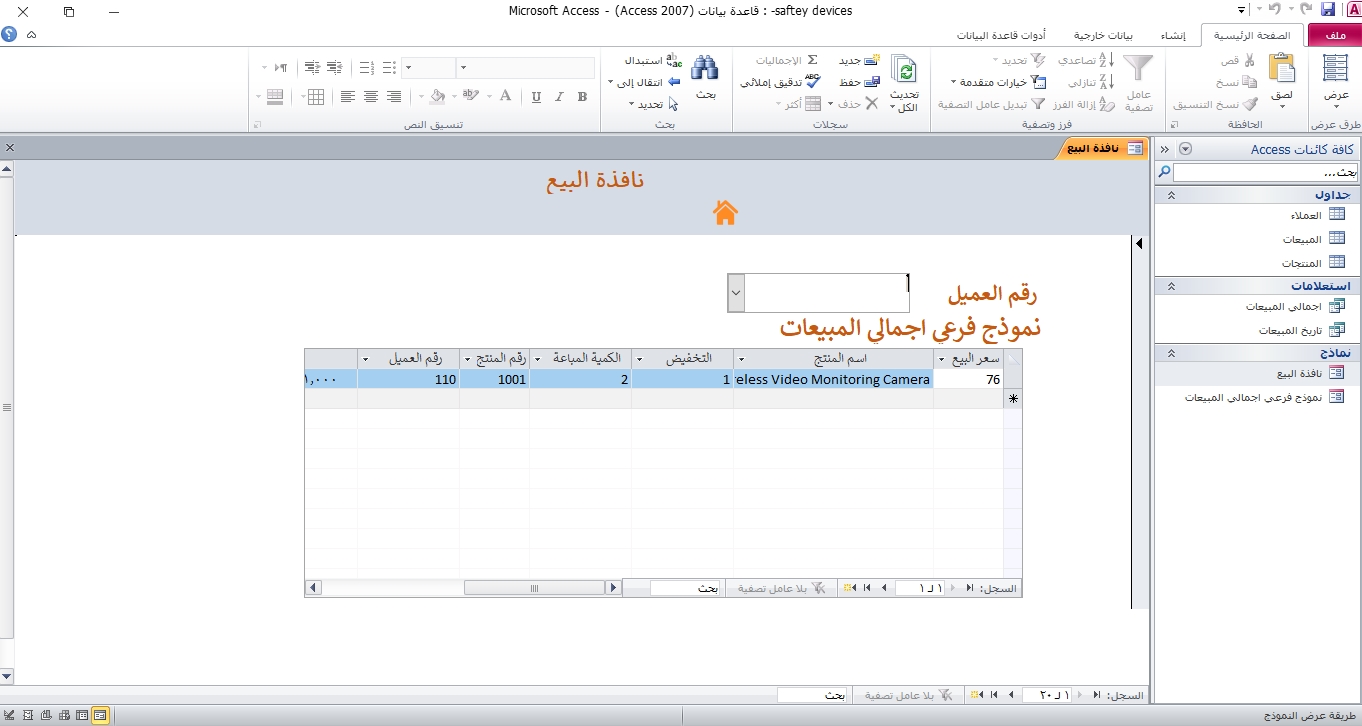 saftey devices- : قاعدة بيانات (Access 2007) - Microsoft Access
ملف
الصفحة الرئيسية
إنشاء
بيانات خارجية
أدوات قاعدة البيانات
عرض
طرق عرض
لصق
قص
نسخ
نسخ التنسيق
الحافظة
عامل تصفية
تصاعدي
تنازلي
إزالة الفرز
تحديد
خيارات متقدمة
تبديل عامل التصفية
فرز وتصفية
تحديث الكل
جديد
حفظ
حذف
الإجماليات
تدقيق إملائي
أكثر
سجلات
بحث
استبدال
انتقال إلى
تحديد
بحث
تنسيق النص
كافة كائنات Access
بحث...
جداول
العملاء
المبيعات
المنتجات
استعلامات
اجمالي المبيعات
تاريخ المبيعات
نماذج
نافذة البيع
نموذج فرعي اجمالي المبيعات
نافذة البيع
نافذة البيع
رقم العميل
نموذج فرعي اجمالي المبيعات
سعر البيع اسم المنتج التخفيض الكمية المباعة رقم المنتج رقم العميل
76 reless Video Monitoring Camera 1 2 1001 110 ١,٠٠٠
السجل: ١ لـ ١ بلا عامل تصفية بحث
السجل: ١ لـ ٢٠ بلا عامل تصفية بحث
طريقة عرض النموذج